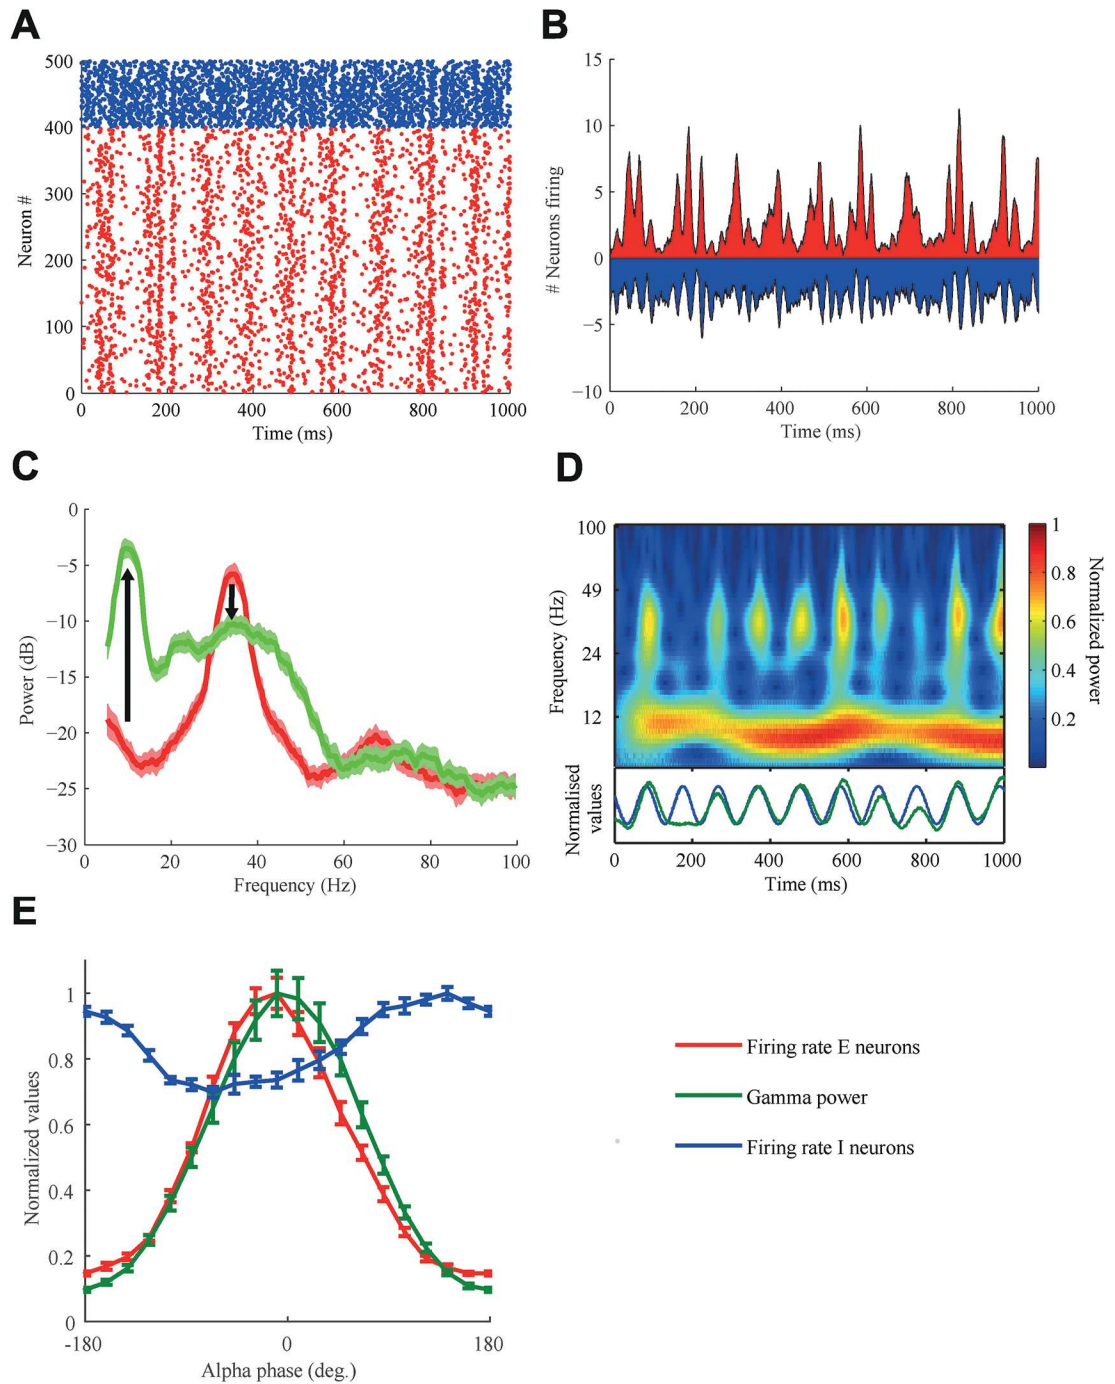 A
500
400
300
200
100
0
Neuron #
0 200 400 600 800 1000
Time (ms)
B
15
10
5
0
−5
−10
# Neurons firing
0 200 400 600 800 1000
Time (ms)
C
0
−5
−10
−15
−20
−25
−30
Power (dB)
0 20 40 60 80 100
Frequency (Hz)
D
100
49
24
12
Frequency (Hz)
1
0.8
0.6
0.4
0.2
Normalized power
Normalised
values
0 200 400 600 800 1000
Time (ms)
E
1
0.8
0.6
0.4
0.2
0
Normalized values
-180 0 180
Alpha phase (deg.)
Firing rate E neurons
Gamma power
Firing rate I neurons